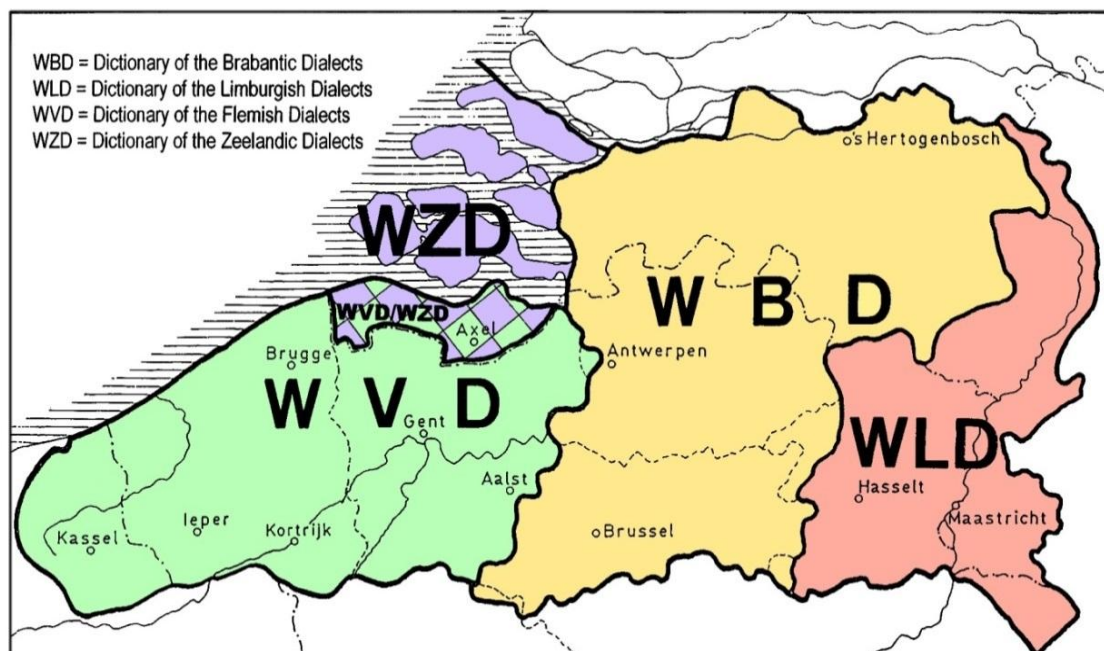 WBD = Dictionary of the Brabantic Dialects
WLD = Dictionary of the Limburgish Dialects
WVD = Dictionary of the Flemish Dialects
WZD = Dictionary of the Zeelandic Dialects
's Hertogenbosch
WZD
W B D
WVD/WZD
Axel
Brugge
Antwerpen
W V D
Gent
WLD
Aalst
Hasselt
Maastricht
Ieper
Kortrijk
Brussel
Kassel